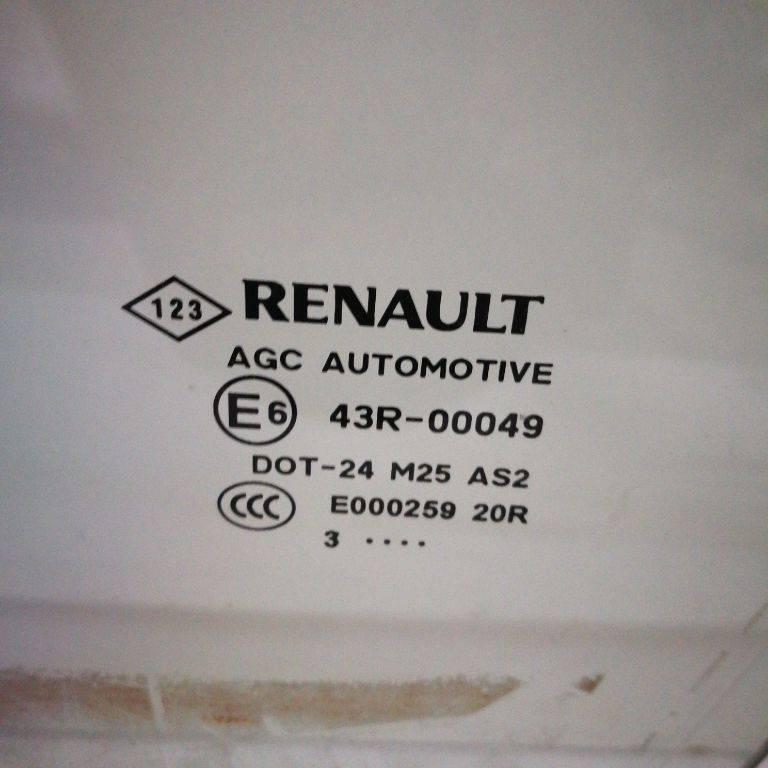 123 RENAULT
AGC AUTOMOTIVE
E6 43R-00049
DOT-24 M25 AS2
CCC E000259 20R
3 ....